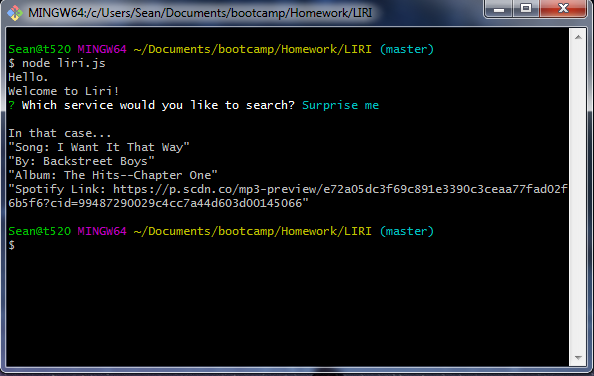 MINGW64:/c/Users/Sean/Documents/bootcamp/Homework/LIRI
Sean@t520 MINGW64 ~/Documents/bootcamp/Homework/LIRI (master)
$ node liri.js
Hello.
Welcome to Liri!
? Which service would you like to search? Surprise me
In that case...
"Song: I Want It That Way"
"By: Backstreet Boys"
"Album: The Hits--Chapter One"
"Spotify Link: https://p.scdn.co/mp3-preview/e72a05dc3f69c891e3390c3ceaa77fad02f
6b5f6?cid=99487290029c4cc7a44d603d00145066"
Sean@t520 MINGW64 ~/Documents/bootcamp/Homework/LIRI (master)
$